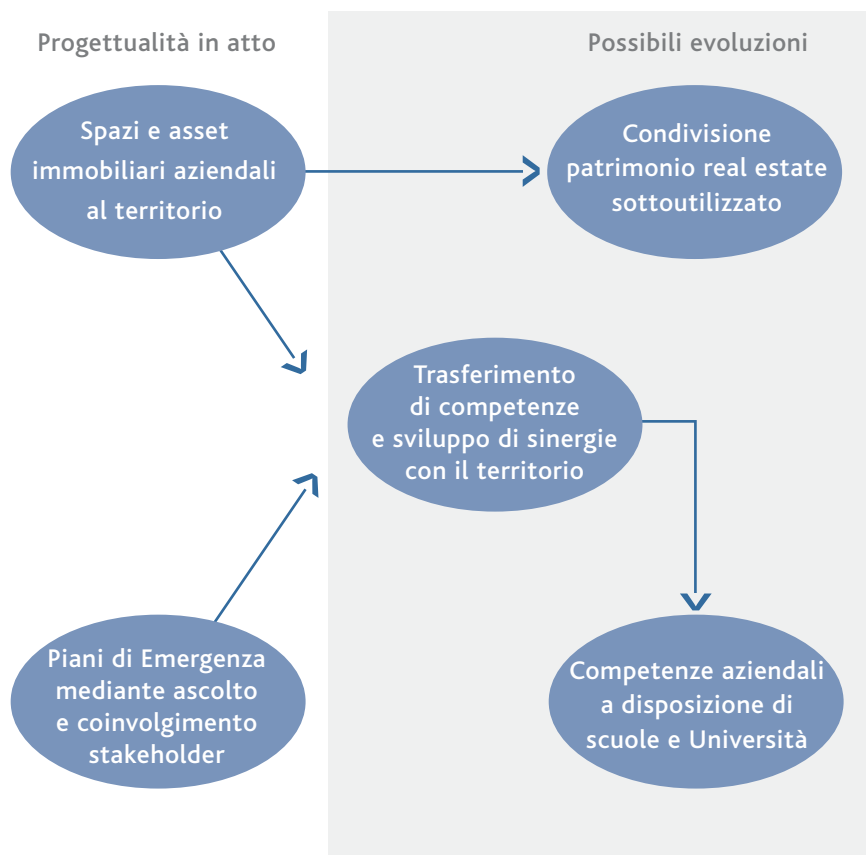 Progettualità in atto
Possibili evoluzioni
Spazi e asset
immobiliari aziendali
al territorio
Condivisione
patrimonio real estate
sottoutilizzato
Trasferimento
di competenze
e sviluppo di sinergie
con il territorio
Piani di Emergenza
mediante ascolto
e coinvolgimento
stakeholder
Competenze aziendali
a disposizione di
scuole e Università